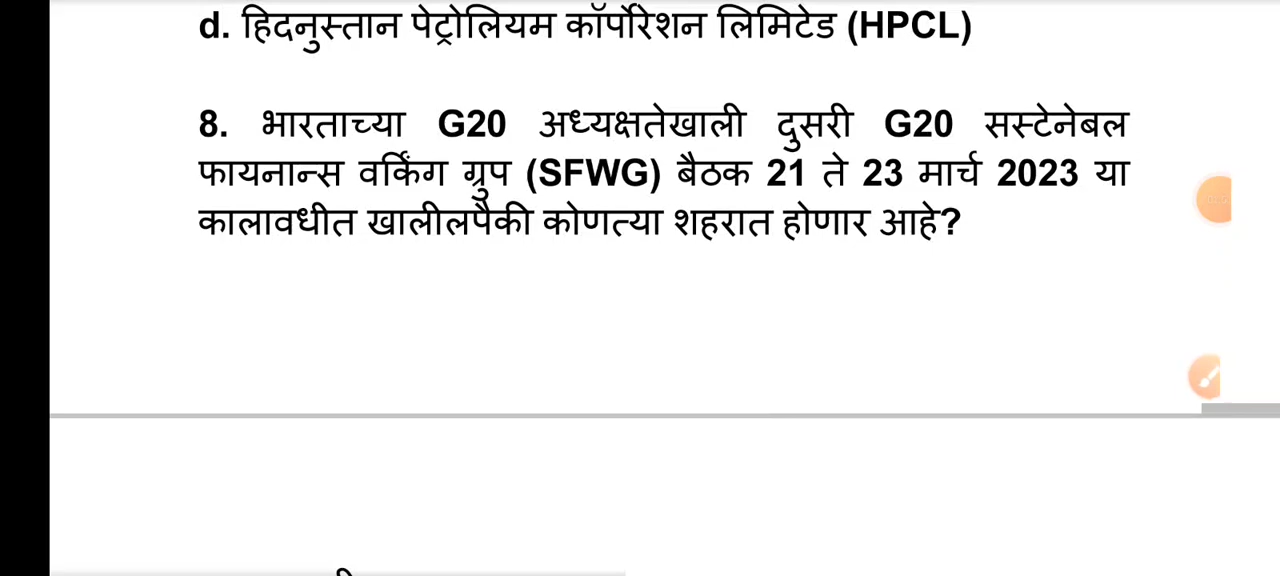 d. हिदनुस्तान पेट्रोलियम कॉर्पोरेशन लिमिटेड (HPCL)
8. भारताच्या G20 अध्यक्षतेखाली दुसरी G20 सस्टेनेबल
फायनान्स वर्किंग ग्रुप (SFWG) बैठक 21 ते 23 मार्च 2023 या
कालावधीत खालीलपैकी कोणत्या शहरात होणार आहे?